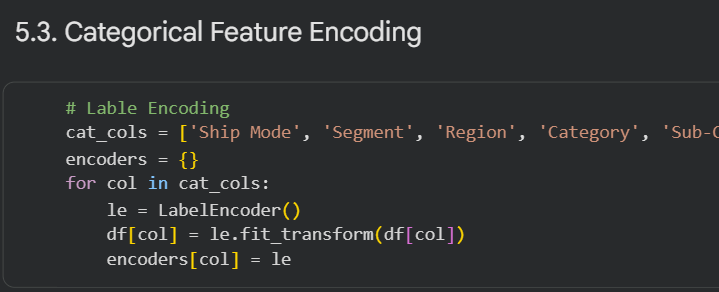 5.3. Categorical Feature Encoding
# Lable Encoding
cat_cols = ['Ship Mode', 'Segment', 'Region', 'Category', 'Sub-
encoders = {}
for col in cat_cols:
    le = LabelEncoder()
    df[col] = le.fit_transform(df[col])
    encoders[col] = le